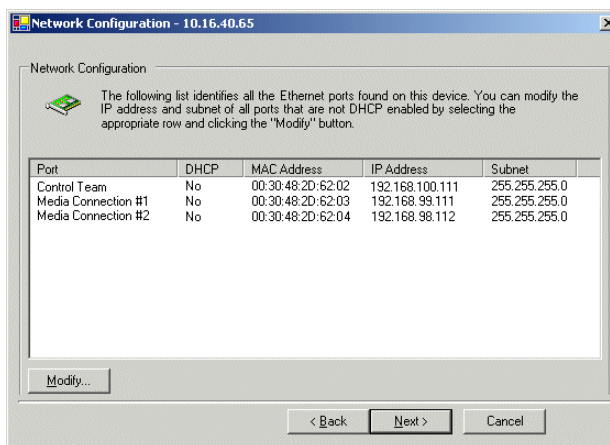 Network Configuration - 10.16.40.65
Network Configuration
The following list identifies all the Ethernet ports found on this device. You can modify the
IP address and subnet of all ports that are not DHCP enabled by selecting the
appropriate row and clicking the "Modify" button.
Port DHCP MAC Address IP Address Subnet
Control Team No 00:30:48:2D:62:02 192.168.100.111 255.255.255.0
Media Connection #1 No 00:30:48:2D:62:03 192.168.99.111 255.255.255.0
Media Connection #2 No 00:30:48:2D:62:04 192.168.98.112 255.255.255.0
Modify...
< Back Next > Cancel